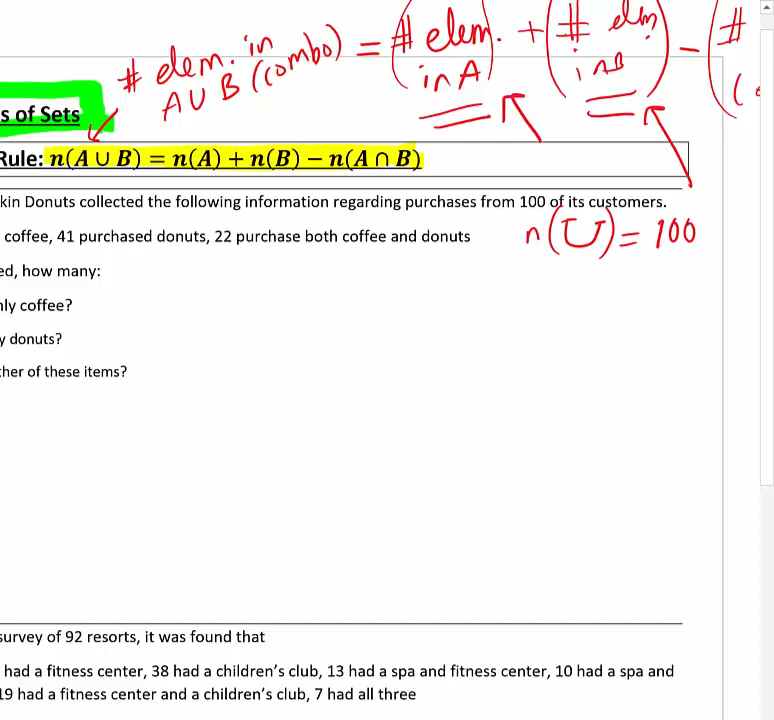 # elem. in A ∪ B (combo) = (# elem. in A) + (# elm in B) − (#
s of Sets
Rule: n(A ∪ B) = n(A) + n(B) − n(A ∩ B)
kin Donuts collected the following information regarding purchases from 100 of its customers.
coffee, 41 purchased donuts, 22 purchase both coffee and donuts
n(U) = 100
ed, how many:
nly coffee?
y donuts?
ther of these items?
survey of 92 resorts, it was found that
had a fitness center, 38 had a children's club, 13 had a spa and fitness center, 10 had a spa and
19 had a fitness center and a children's club, 7 had all three